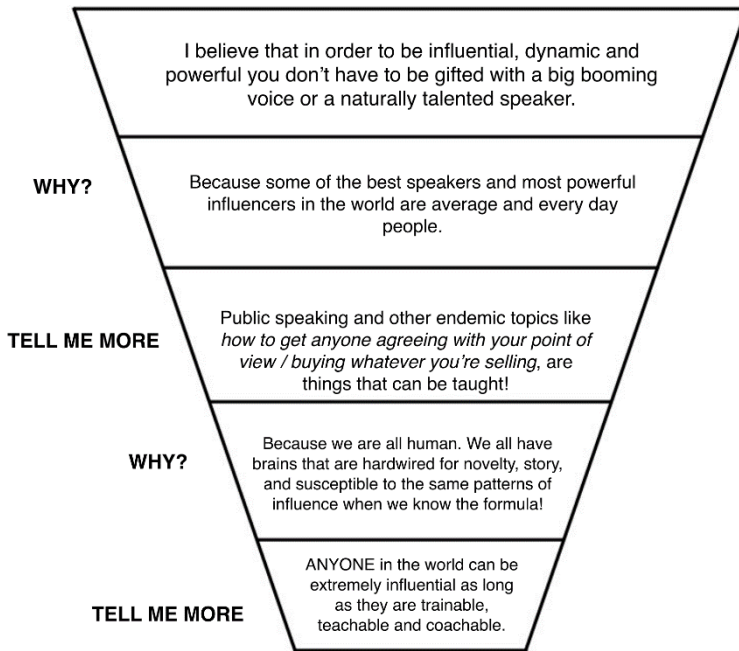 I believe that in order to be influential, dynamic and
powerful you don't have to be gifted with a big booming
voice or a naturally talented speaker.
WHY?
Because some of the best speakers and most powerful
influencers in the world are average and every day
people.
TELL ME MORE
Public speaking and other endemic topics like
how to get anyone agreeing with your point of
view / buying whatever you're selling, are
things that can be taught!
WHY?
Because we are all human. We all have
brains that are hardwired for novelty, story,
and susceptible to the same patterns of
influence when we know the formula!
TELL ME MORE
ANYONE in the world can be
extremely influential as long
as they are trainable,
teachable and coachable.